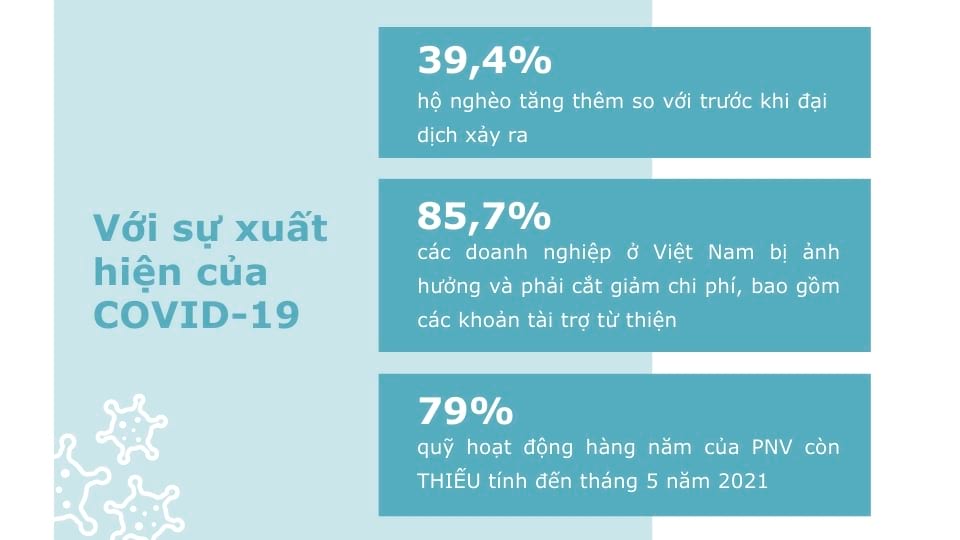 Với sự xuất
hiện của
COVID-19
39,4%
hộ nghèo tăng thêm so với trước khi đại
dịch xảy ra
85,7%
các doanh nghiệp ở Việt Nam bị ảnh
hưởng và phải cắt giảm chi phí, bao gồm
các khoản tài trợ từ thiện
79%
quỹ hoạt động hàng năm của PNV còn
THIẾU tính đến tháng 5 năm 2021